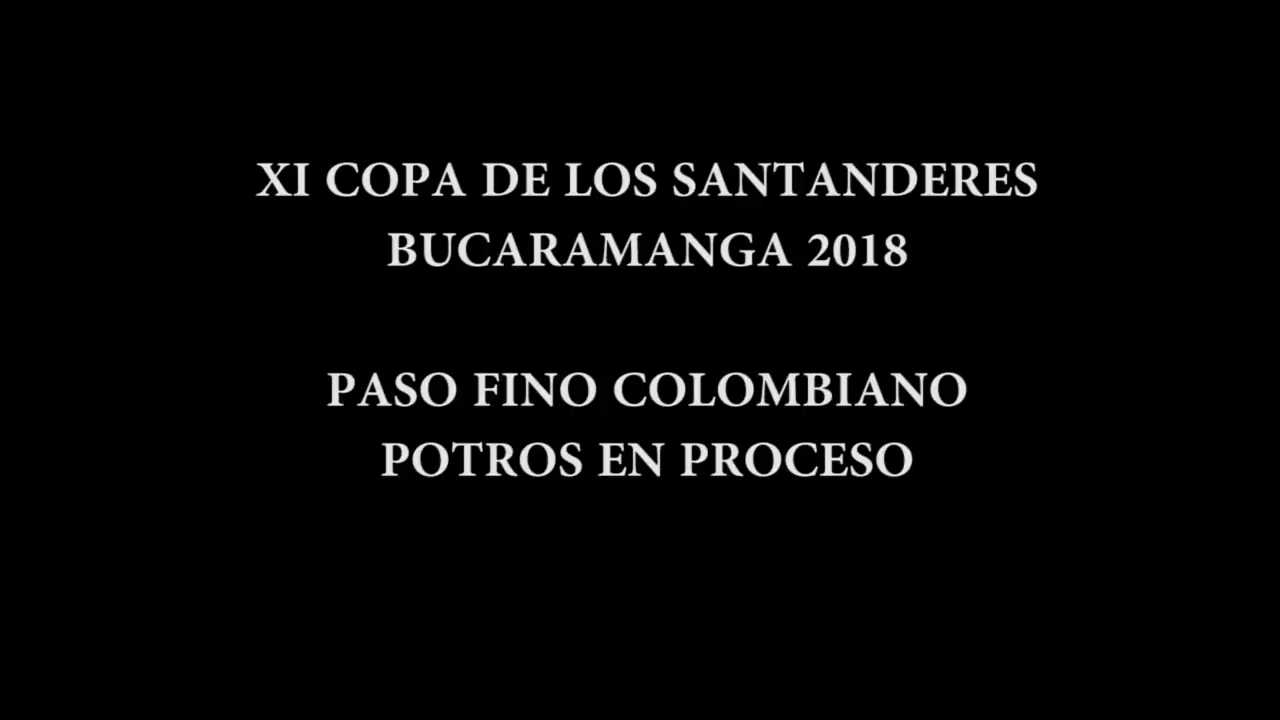 XI COPA DE LOS SANTANDERES
BUCARAMANGA 2018
PASO FINO COLOMBIANO
POTROS EN PROCESO